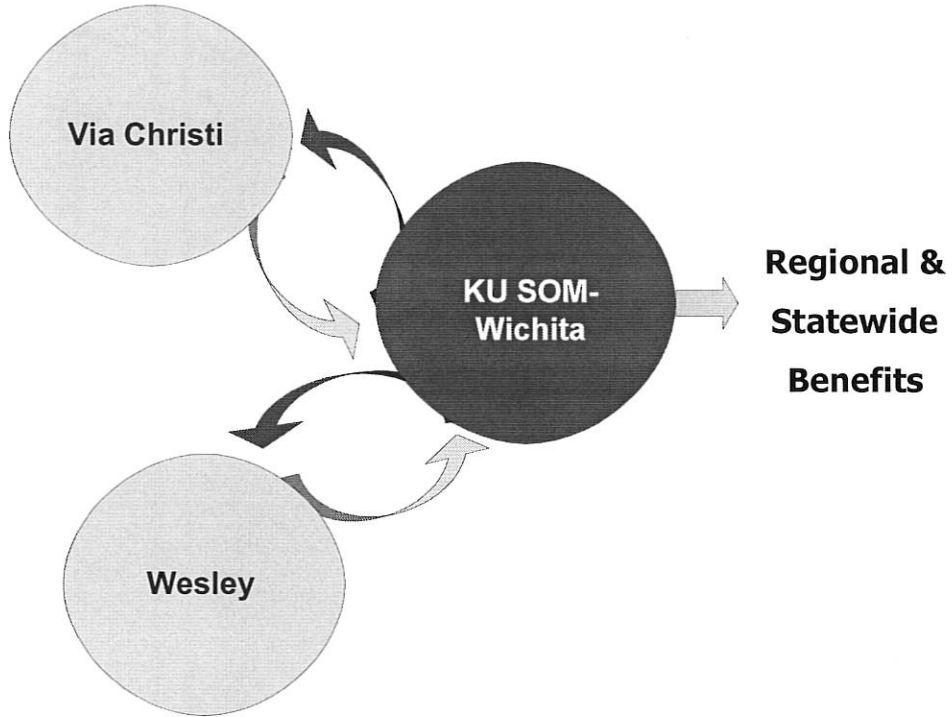 Via Christi
KU SOM-
Wichita
Regional &
Statewide
Benefits
Wesley